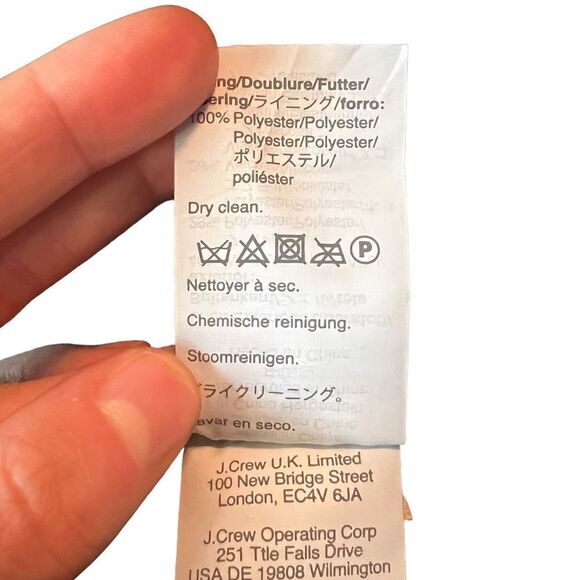 ng/Doublure/Futter/
ering/ライニング/forro:
100% Polyester/Polyester/
Polyester/Polyester/
ポリエステル/
poliéster
Dry clean.
P
Nettoyer à sec.
Chemische reinigung.
Stoomreinigen.
ライクリーニング。
avar en seco.
J.Crew U.K. Limited
100 New Bridge Street
London, EC4V 6JA
J.Crew Operating Corp
251 Ttle Falls Drive
USA DE 19808 Wilmington